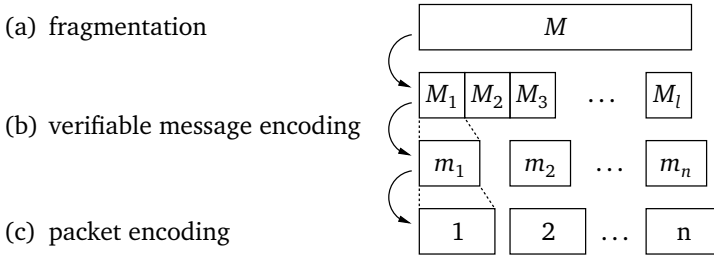 (a) fragmentation
M
M₁ M₂ M₃ ... Mₗ
(b) verifiable message encoding
m₁ m₂ ... mₙ
(c) packet encoding
1 2 ... n